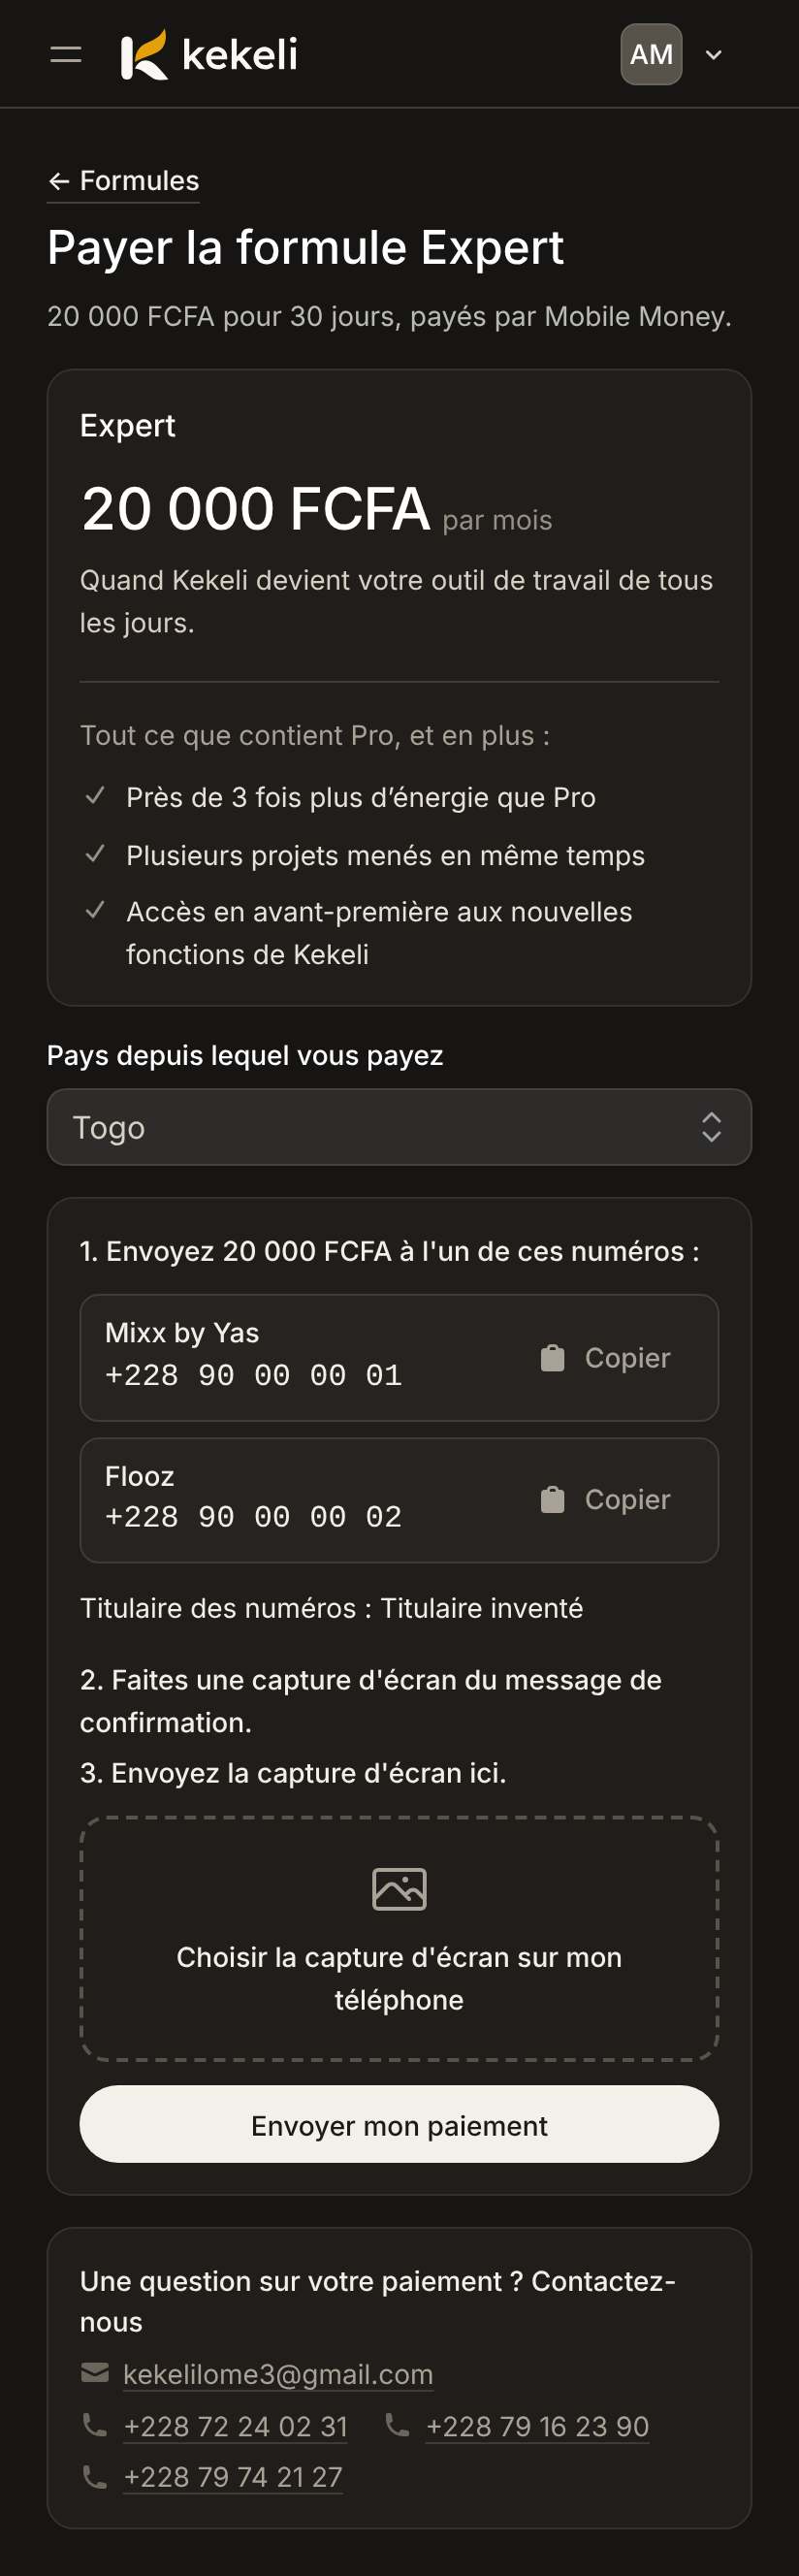 kekeli
AM
← Formules
Payer la formule Expert
20 000 FCFA pour 30 jours, payés par Mobile Money.
Expert
20 000 FCFA par mois
Quand Kekeli devient votre outil de travail de tous
les jours.
Tout ce que contient Pro, et en plus :
Près de 3 fois plus d’énergie que Pro
Plusieurs projets menés en même temps
Accès en avant-première aux nouvelles
fonctions de Kekeli
Pays depuis lequel vous payez
Togo
1. Envoyez 20 000 FCFA à l'un de ces numéros :
Mixx by Yas
+228 90 00 00 01
Copier
Flooz
+228 90 00 00 02
Copier
Titulaire des numéros : Titulaire inventé
2. Faites une capture d'écran du message de
confirmation.
3. Envoyez la capture d'écran ici.
Choisir la capture d'écran sur mon
téléphone
Envoyer mon paiement
Une question sur votre paiement ? Contactez-
nous
kekelilome3@gmail.com
+228 72 24 02 31 +228 79 16 23 90
+228 79 74 21 27